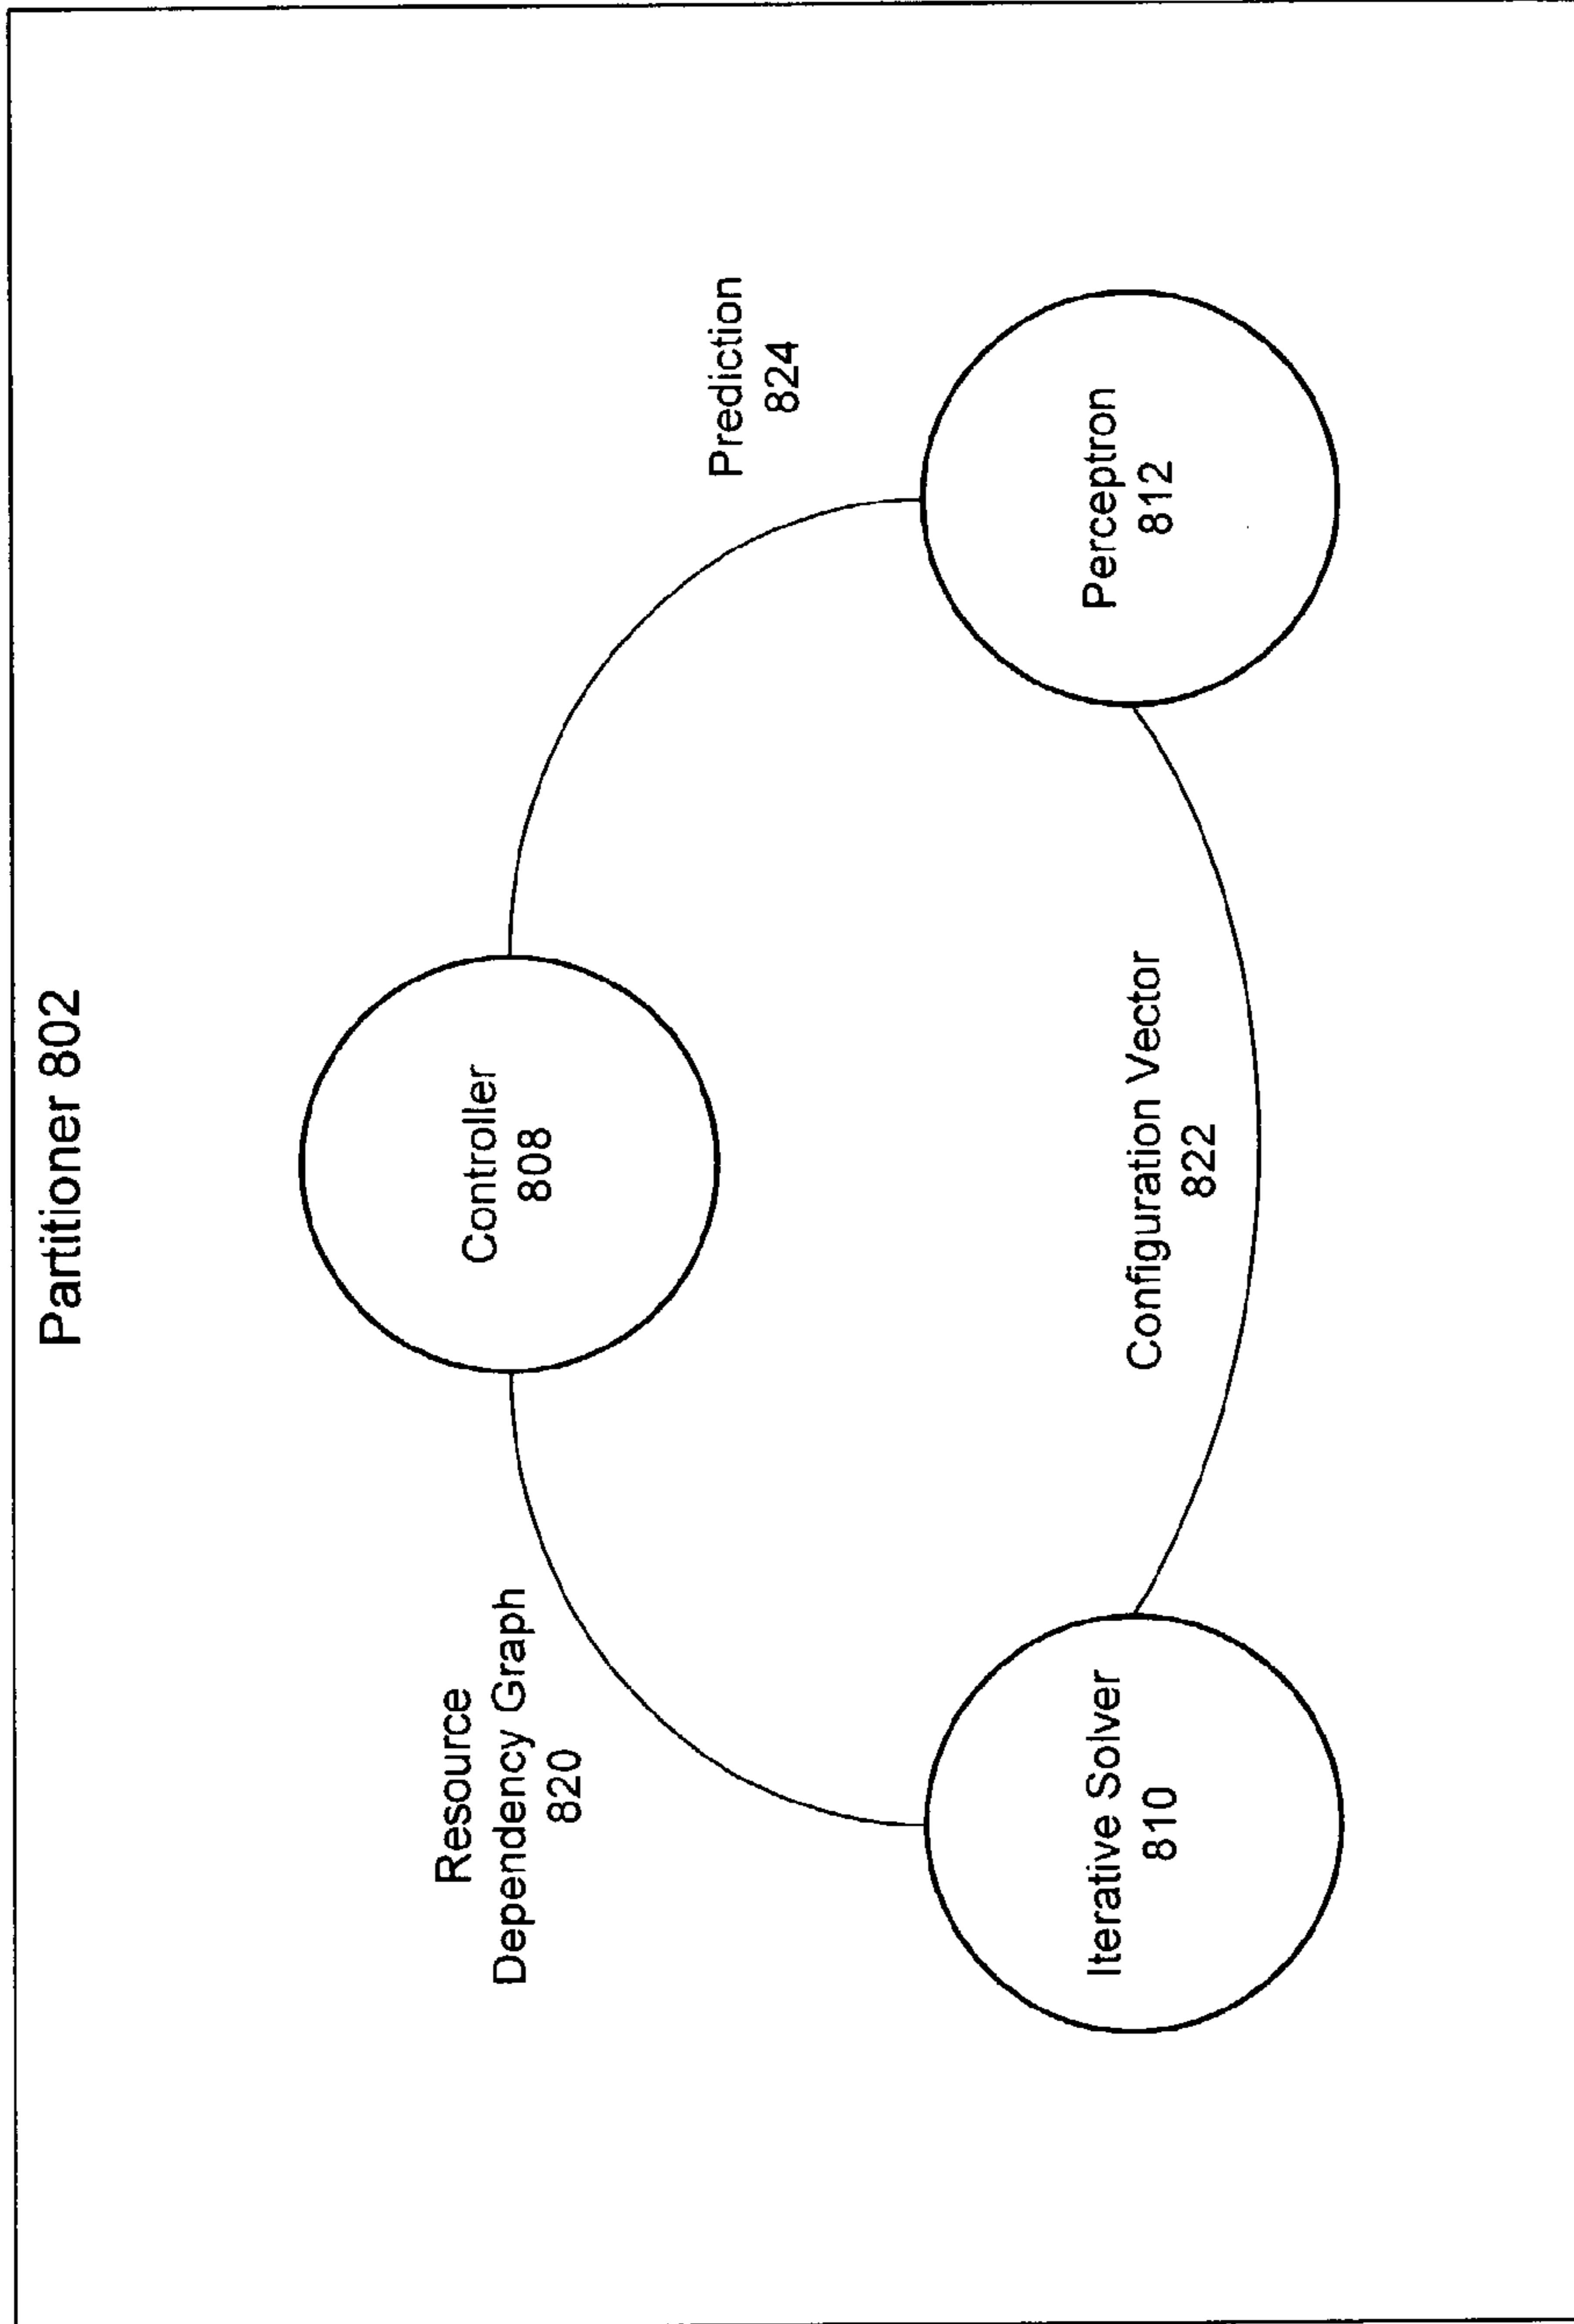 Partitioner 802
Controller
808
Resource
Dependency Graph
820
Prediction
824
Iterative Solver
810
Configuration Vector
822
Perceptron
812